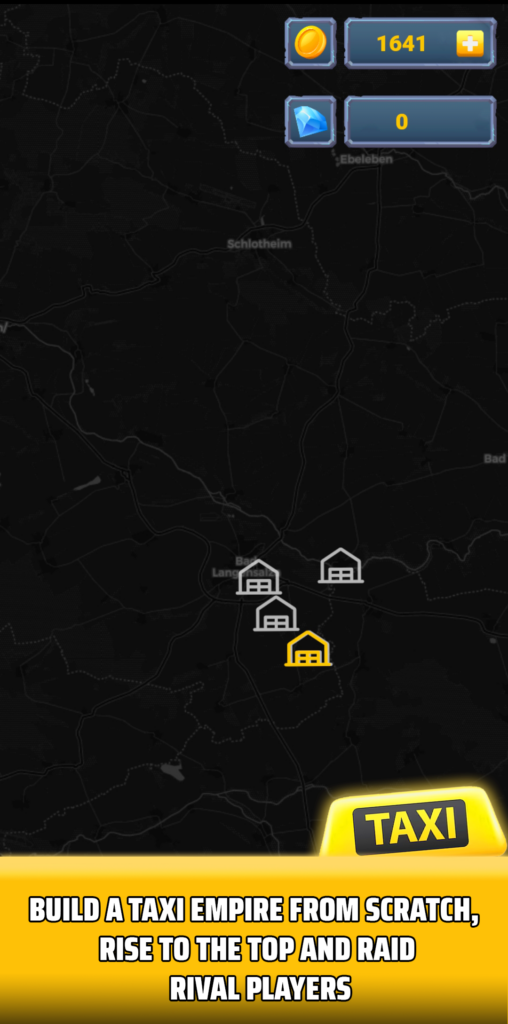 1641
0
Ebeleben
Schlotheim
Bad
Bad
Langensalza
TAXI
BUILD A TAXI EMPIRE FROM SCRATCH,
RISE TO THE TOP AND RAID
RIVAL PLAYERS